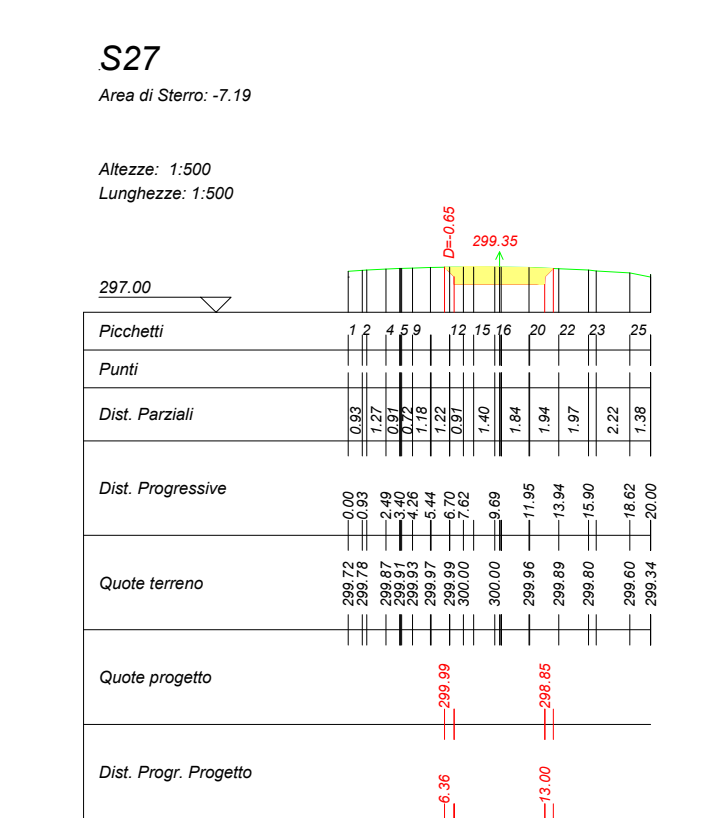 S27
Area di Sterro: -7.19
Altezze: 1:500
Lunghezze: 1:500
D=-0.65
299.35
297.00
Picchetti 1 2 4 5 9 12 15 16 20 22 23 25
Punti
Dist. Parziali 0.93 1.27 0.91 0.72 1.18 1.22 0.91 1.40 1.84 1.94 1.97 2.22 1.38
Dist. Progressive 0.00 0.93 2.49 3.40 4.26 5.44 6.70 7.62 9.69 11.95 13.94 15.90 18.62 20.00
Quote terreno 299.72 299.78 299.87 299.91 299.93 299.97 299.99 300.00 300.00 299.96 299.89 299.80 299.60 299.34
Quote progetto 299.99 298.85
Dist. Progr. Progetto 6.36 13.00